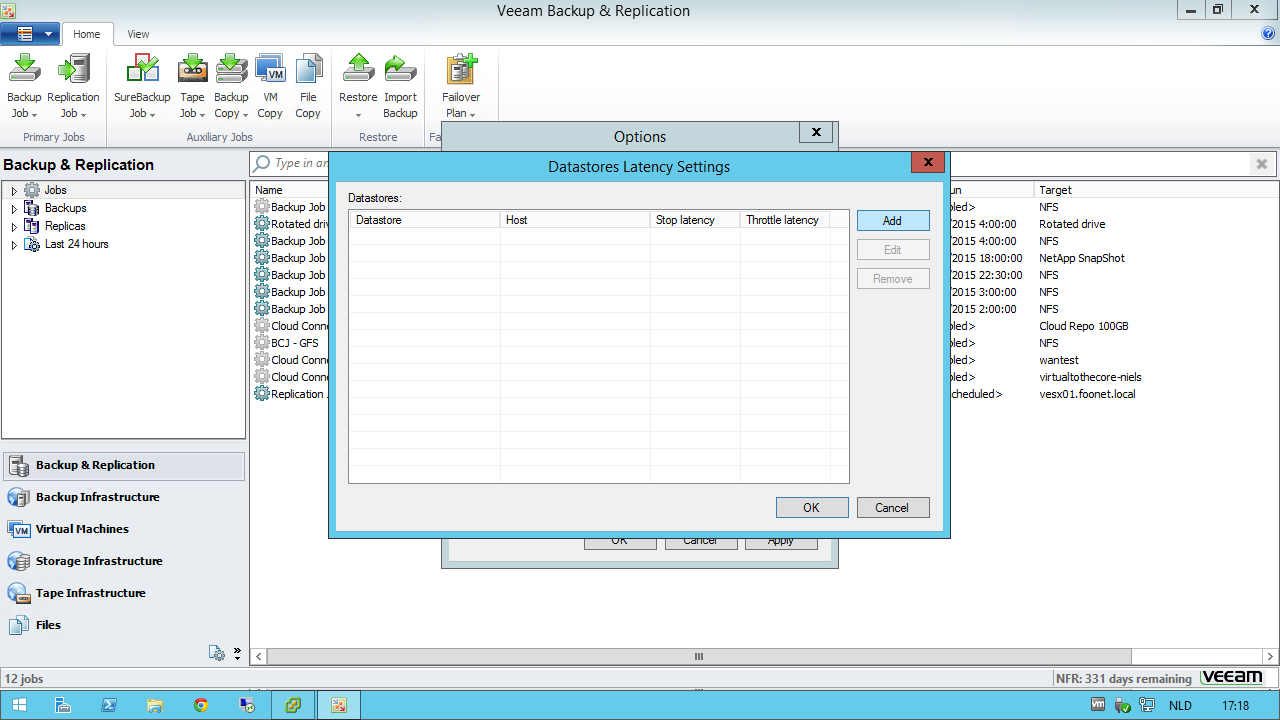 Veeam Backup & Replication
Home
View
Backup Job
Replication Job
SureBackup Job
Tape Job
Backup Copy
VM Copy
File Copy
Restore
Import Backup
Failover Plan
Primary Jobs
Auxiliary Jobs
Restore
Fa
Options
Backup & Replication
Type in an
Datastores Latency Settings
Jobs
Backups
Replicas
Last 24 hours
Name
un
Target
Backup Job
bled>
NFS
Rotated drive
/2015 4:00:00
Rotated drive
Backup Job
/2015 4:00:00
NFS
Backup Job
/2015 18:00:00
NetApp SnapShot
Backup Job
/2015 22:30:00
NFS
Backup Job
/2015 3:00:00
NFS
Backup Job
/2015 2:00:00
NFS
Cloud Conne
bled>
Cloud Repo 100GB
BCJ - GFS
bled>
NFS
Cloud Conne
bled>
wantest
Cloud Conne
bled>
virtualtothecore-niels
Replication
cheduled>
vesx01.foonet.local
Datastores:
Datastore
Host
Stop latency
Throttle latency
Add
Edit
Remove
OK
Cancel
OK
Cancel
Apply
Backup & Replication
Backup Infrastructure
Virtual Machines
Storage Infrastructure
Tape Infrastructure
Files
12 jobs
NFR: 331 days remaining
veeam
NLD
17:18